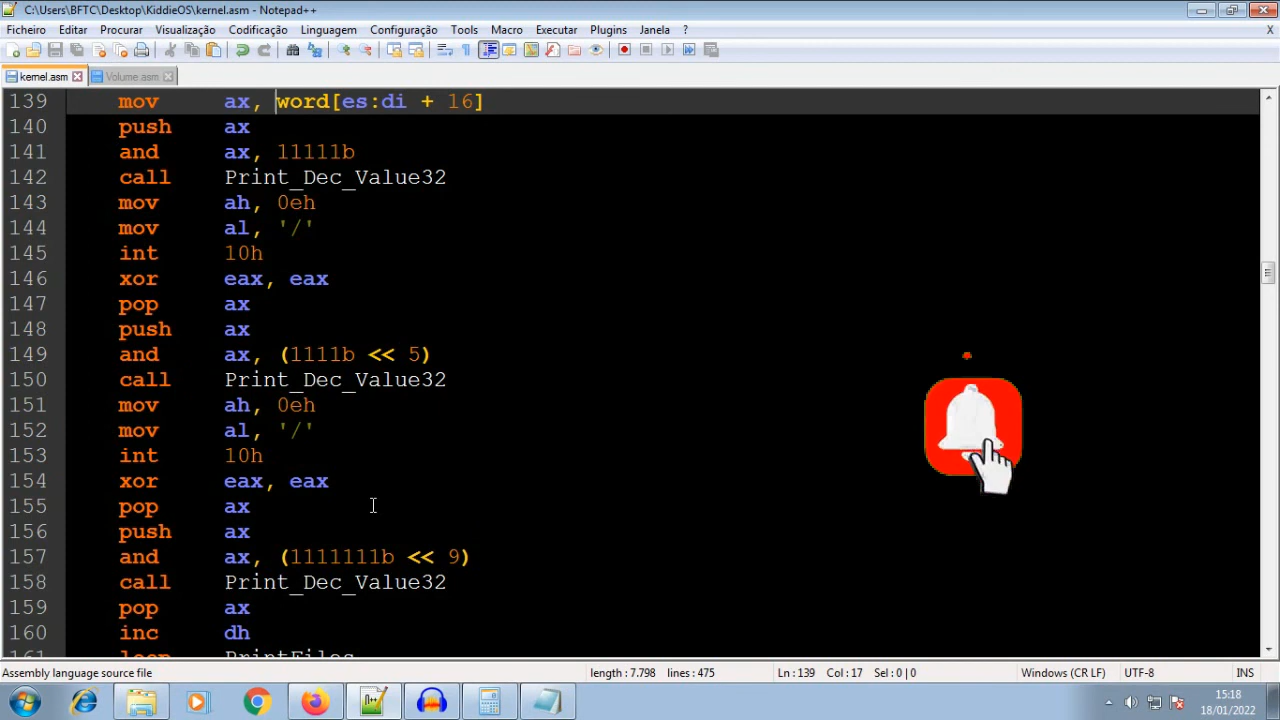 C:\Users\BFTC\Desktop\KiddieOS\kernel.asm - Notepad++
Ficheiro Editar Procurar Visualização Codificação Linguagem Configuração Tools Macro Executar Plugins Janela ? X
kernel.asm Volume.asm
139 mov ax, word[es:di + 16]
140 push ax
141 and ax, 11111b
142 call Print_Dec_Value32
143 mov ah, 0eh
144 mov al, '/'
145 int 10h
146 xor eax, eax
147 pop ax
148 push ax
149 and ax, (1111b << 5)
150 call Print_Dec_Value32
151 mov ah, 0eh
152 mov al, '/'
153 int 10h
154 xor eax, eax
155 pop ax
156 push ax
157 and ax, (1111111b << 9)
158 call Print_Dec_Value32
159 pop ax
160 inc dh
161 loop PrintFiles
Assembly language source file length : 7.798 lines : 475 Ln : 139 Col : 17 Sel : 0 | 0 Windows (CR LF) UTF-8 INS
15:18
18/01/2022